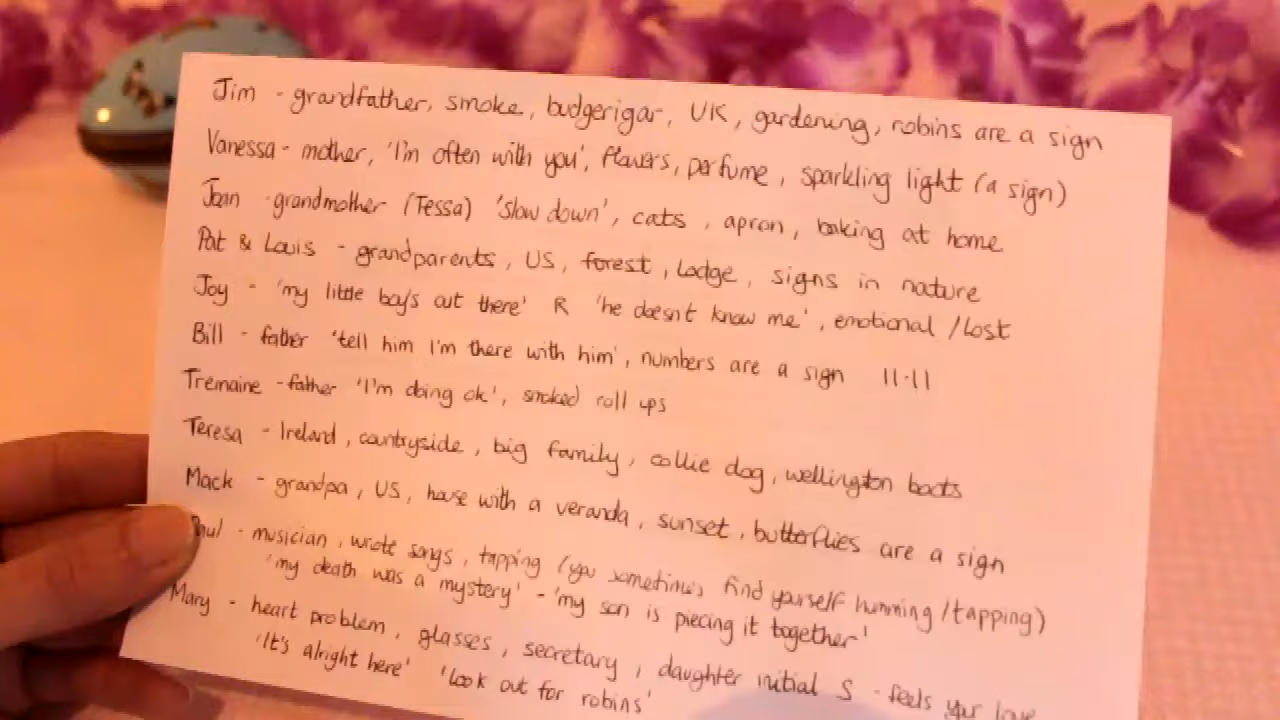 Jim - grandfather, smoke, budgerigar, UK, gardening, robins are a sign
Vanessa - mother, 'I'm often with you', flowers, perfume, sparkling light (a sign)
Joan - grandmother (Tessa) 'slow down', cats, apron, baking at home
Pat & Louis - grandparents, US, forest, lodge, signs in nature
Joy - 'my little boy's out there' R 'he doesn't know me', emotional / lost
Bill - father 'tell him I'm there with him', numbers are a sign 11.11
Tremaine - father 'I'm doing ok', smoked roll ups
Teresa - Ireland, countryside, big family, collie dog, wellington boots
Mack - grandpa, US, house with a veranda, sunset, butterflies are a sign
Paul - musician, wrote songs, tapping (you sometimes find yourself humming/tapping)
'my death was a mystery' - 'my son is piecing it together'
Mary - heart problem, glasses, secretary, daughter initial S - feels your love
'It's alright here' 'look out for robins'